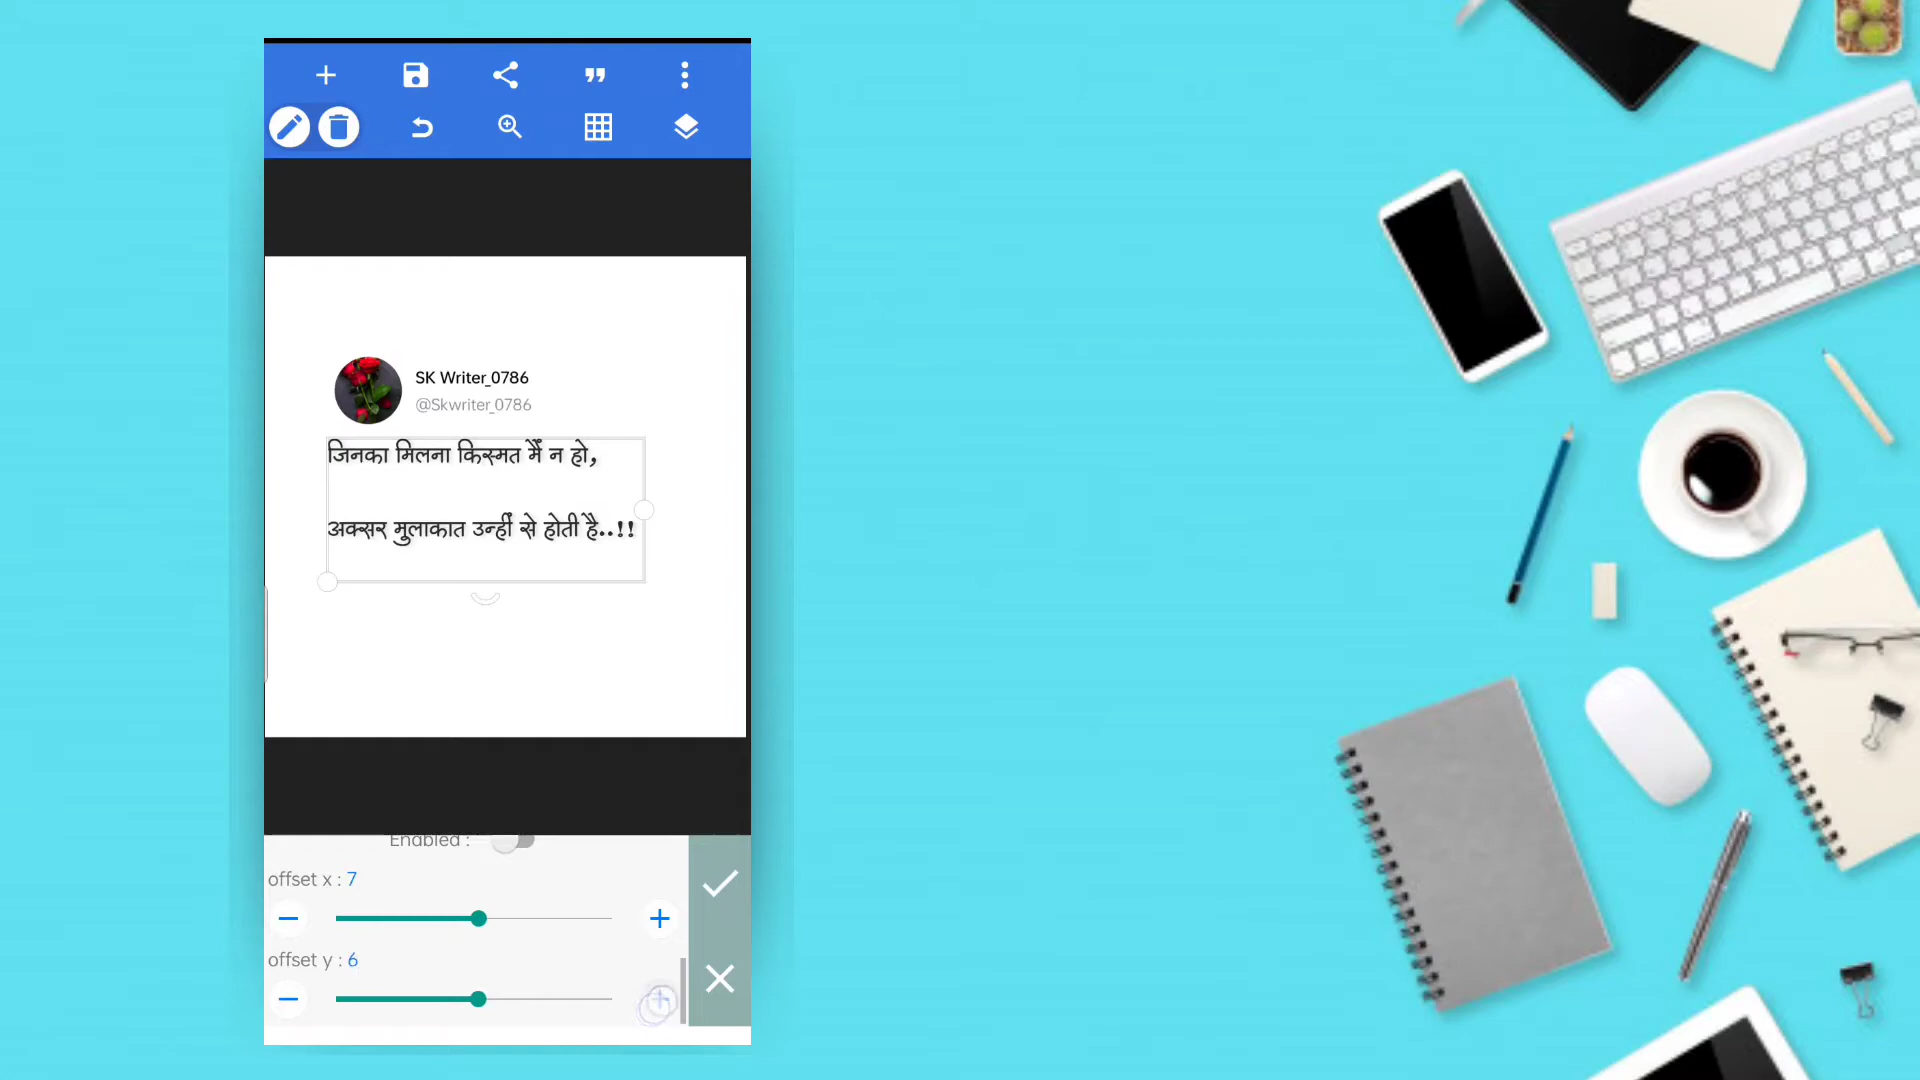 SK Writer_0786
@Skwriter_0786
जिनका मिलना किस्मत मैं न हो,
अक्सर मुलाकात उन्हीं से होती है..!!
Enabled :
offset x : 7
offset y : 6